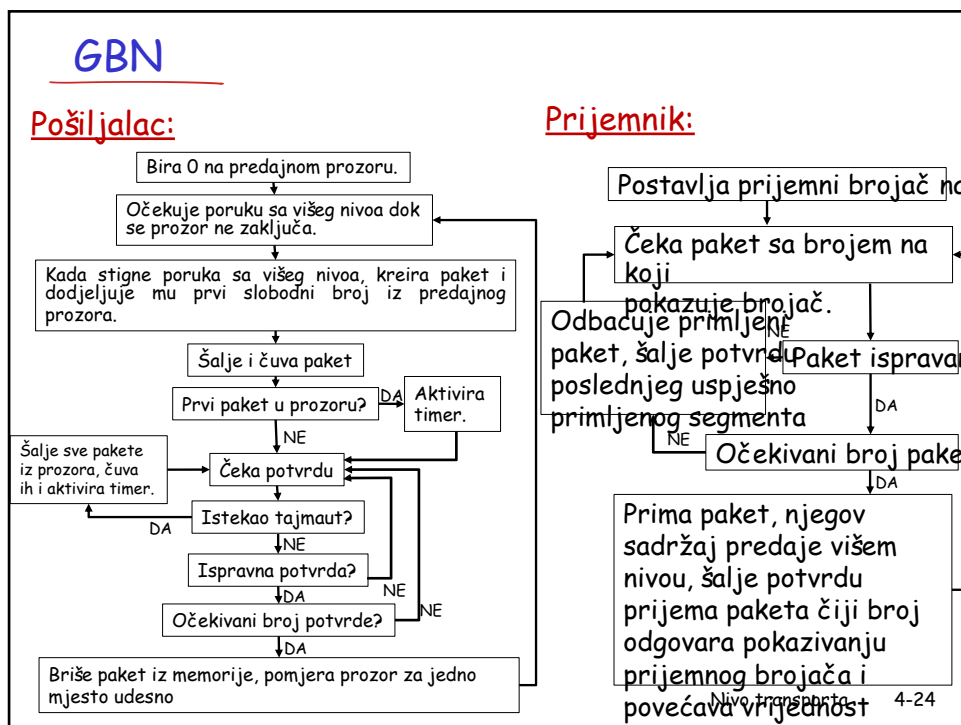 GBN
Pošiljalac:
Bira 0 na predajnom prozoru.
Očekuje poruku sa višeg nivoa dok
se prozor ne zaključa.
Kada stigne poruka sa višeg nivoa, kreira paket i
dodjeljuje mu prvi slobodni broj iz predajnog
prozora.
Šalje i čuva paket
Prvi paket u prozoru?
DA
Aktivira
timer.
NE
Šalje sve pakete
iz prozora, čuva
ih i aktivira timer.
Čeka potvrdu
Istekao tajmaut?
DA
NE
Ispravna potvrda?
NE
DA
Očekivani broj potvrde?
NE
DA
Briše paket iz memorije, pomjera prozor za jedno
mjesto udesno
Prijemnik:
Postavlja prijemni brojač na
Čeka paket sa brojem na
koji
pokazuje brojač.
Odbacuje primljeni
paket, šalje potvrdu
poslednjeg uspješno
primljenog segmenta
NE
Paket ispravan
DA
NE
Očekivani broj pake
DA
Prima paket, njegov
sadržaj predaje višem
nivou, šalje potvrdu
prijema paketa čiji broj
odgovara pokazivanju
prijemnog brojača i
povećava vrijednost
Nivo transporta
4-24